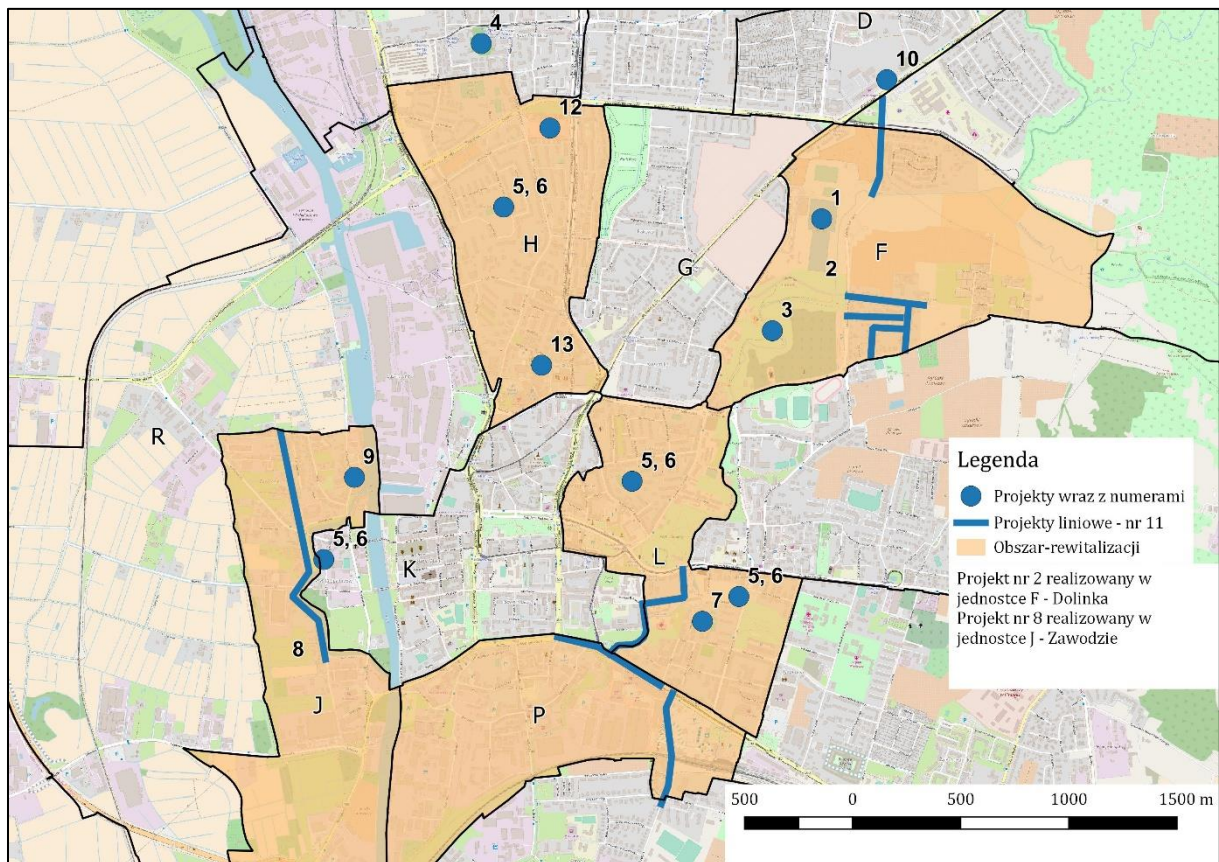 4
D
10
12
5, 6
1
H
G
F
2
3
13
R
9
5, 6
5, 6
K
L
5, 6
7
8
J
P
Legenda
Projekty wraz z numerami
Projekty liniowe - nr 11
Obszar-rewitalizacji
Projekt nr 2 realizowany w
jednostce F - Dolinka
Projekt nr 8 realizowany w
jednostce J - Zawodzie
500 0 500 1000 1500 m